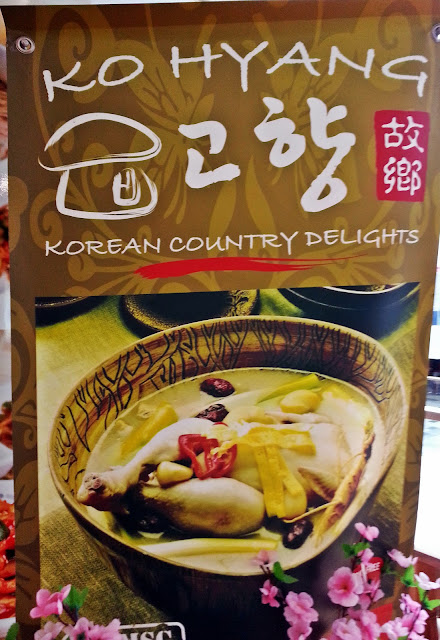 KO HYANG
고향
故鄉
KOREAN COUNTRY DELIGHTS